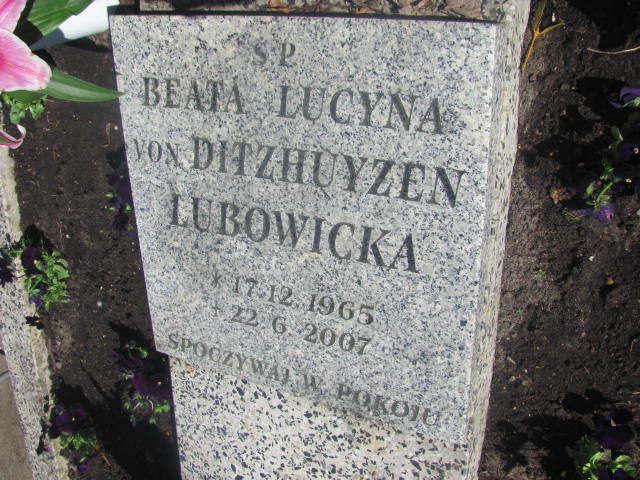 Ś.P.
BEATA LUCYNA
VON DITZHUYZEN
LUBOWICKA
* 17.12.1965
+ 22.6.2007
SPOCZYWAJ W POKOJU